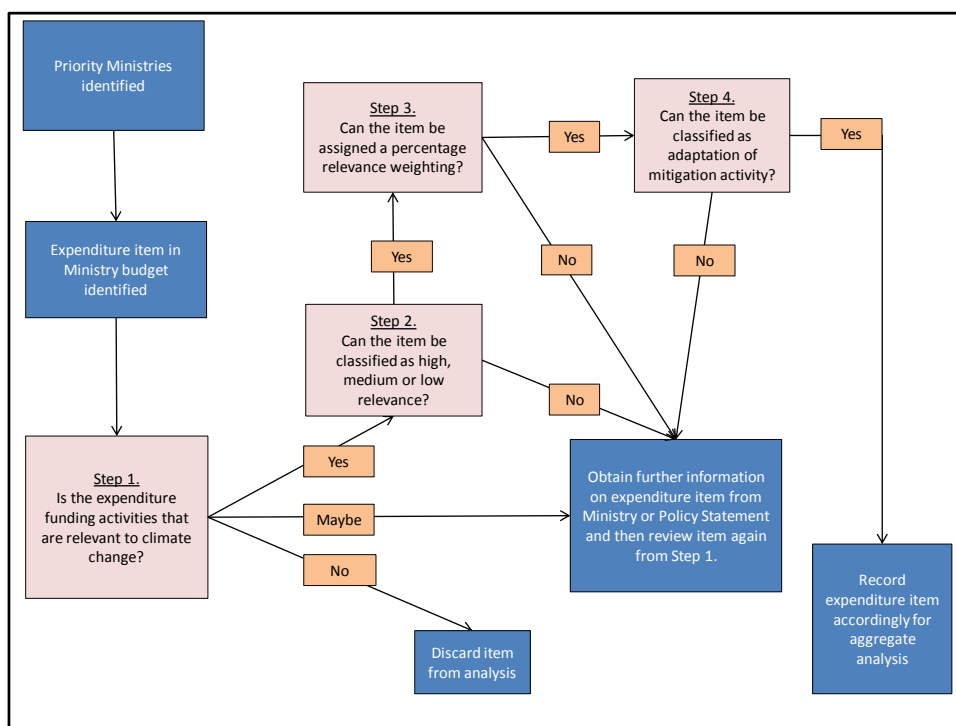 Priority Ministries
identified
Expenditure item in
Ministry budget
identified
Step 1.
Is the expenditure
funding activities that
are relevant to climate
change?
Yes
Maybe
No
Discard item
from analysis
Step 2.
Can the item be
classified as high,
medium or low
relevance?
Yes
No
Step 3.
Can the item be
assigned a percentage
relevance weighting?
Yes
No
Step 4.
Can the item be
classified as
adaptation of
mitigation activity?
Yes
No
Obtain further information
on expenditure item from
Ministry or Policy Statement
and then review item again
from Step 1.
Record
expenditure item
accordingly for
aggregate
analysis